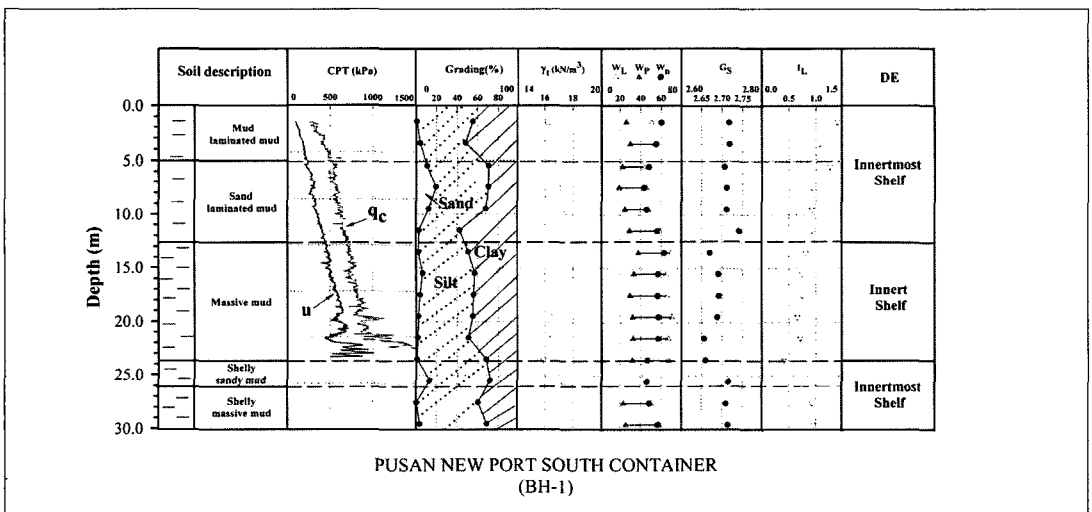 Soil description CPT (kPa) Grading(%) γt (kN/m³) WL WP Wn GS IL DE
0 500 1000 1500 0 20 40 60 80 100 14 16 18 20 0 20 40 60 80 2.60 2.65 2.70 2.75 2.80 0.0 0.5 1.0 1.5
Depth (m)
0.0
5.0
10.0
15.0
20.0
25.0
30.0
Mud
laminated mud
Sand
laminated mud
Massive mud
Shelly
sandy mud
Shelly
massive mud
qc
u
Sand
Clay
Silt
Innertmost
Shelf
Innert
Shelf
Innertmost
Shelf
PUSAN NEW PORT SOUTH CONTAINER
(BH-1)